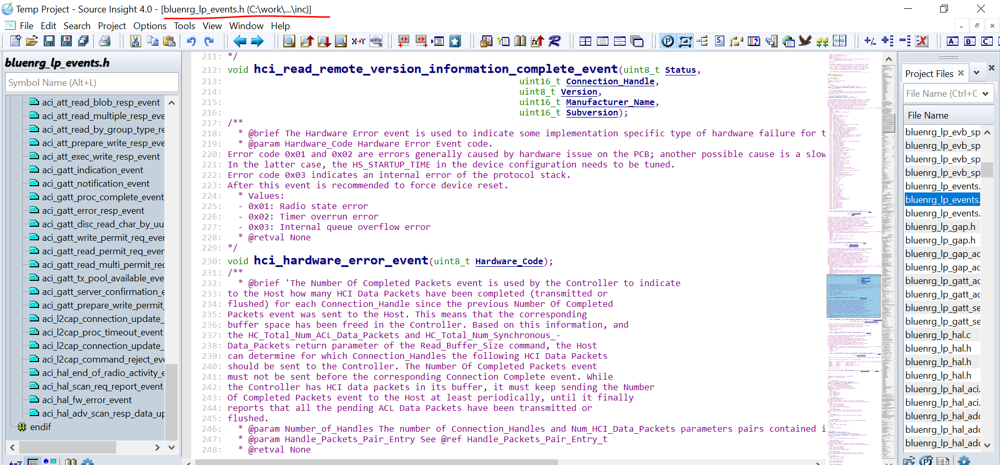 Temp Project - Source Insight 4.0 - [bluenrg_lp_events.h (C:\work\...\inc)]
File Edit Search Project Options Tools View Window Help
bluenrg_lp_events.h
Symbol Name (Alt+L)
aci_att_read_blob_resp_event
aci_att_read_multiple_resp_eve
aci_att_read_by_group_type_re
aci_att_prepare_write_resp_eve
aci_att_exec_write_resp_event
aci_gatt_indication_event
aci_gatt_notification_event
aci_gatt_proc_complete_event
aci_gatt_error_resp_event
aci_gatt_disc_read_char_by_uu
aci_gatt_write_permit_req_ever
aci_gatt_read_permit_req_even
aci_gatt_read_multi_permit_rec
aci_gatt_tx_pool_available_eve
aci_gatt_server_confirmation_e
aci_gatt_prepare_write_permit_
aci_l2cap_connection_update_
aci_l2cap_proc_timeout_event
aci_l2cap_connection_update_
aci_l2cap_command_reject_eve
aci_hal_end_of_radio_activity_e
aci_hal_scan_req_report_event
aci_hal_fw_error_event
aci_hal_adv_scan_resp_data_up
endif
211: */
212: void hci_read_remote_version_information_complete_event(uint8_t Status,
213: uint16_t Connection_Handle,
214: uint8_t Version,
215: uint16_t Manufacturer_Name,
216: uint16_t Subversion);
217: /**
218: * @brief The Hardware Error event is used to indicate some implementation specific type of hardware failure for t
219: * @param Hardware_Code Hardware Error Event code.
220: Error code 0x01 and 0x02 are errors generally caused by hardware issue on the PCB; another possible cause is a slow
221: In the latter case, the HS_STARTUP_TIME in the device configuration needs to be tuned.
222: Error code 0x03 indicates an internal error of the protocol stack.
223: After this event is recommended to force device reset.
224: * Values:
225: - 0x01: Radio state error
226: - 0x02: Timer overrun error
227: - 0x03: Internal queue overflow error
228: * @retval None
229: */
230: void hci_hardware_error_event(uint8_t Hardware_Code);
231: /**
232: * @brief 'The Number Of Completed Packets event is used by the Controller to indicate
233: to the Host how many HCI Data Packets have been completed (transmitted or
234: flushed) for each Connection_Handle since the previous Number Of Completed
235: Packets event was sent to the Host. This means that the corresponding
236: buffer space has been freed in the Controller. Based on this information, and
237: the HC_Total_Num_ACL_Data_Packets and HC_Total_Num_Synchronous_-
238: Data_Packets return parameter of the Read_Buffer_Size command, the Host
239: can determine for which Connection_Handles the following HCI Data Packets
240: should be sent to the Controller. The Number Of Completed Packets event
241: must not be sent before the corresponding Connection Complete event. While
242: the Controller has HCI data packets in its buffer, it must keep sending the Number
243: Of Completed Packets event to the Host at least periodically, until it finally
244: reports that all the pending ACL Data Packets have been transmitted or
245: flushed.
246: * @param Number_of_Handles The number of Connection_Handles and Num_HCI_Data_Packets parameters pairs contained i
247: * @param Handle_Packets_Pair_Entry See @ref Handle_Packets_Pair_Entry_t
248: * @retval None
Project Files
File Name (Ctrl+C
File Name
bluenrg_lp_evb_sp
bluenrg_lp_evb_sp
bluenrg_lp_evb_sp
bluenrg_lp_evb_sp
bluenrg_lp_events.
bluenrg_lp_events.
bluenrg_lp_events.
bluenrg_lp_gap.h
bluenrg_lp_gap.h
bluenrg_lp_gap_ac
bluenrg_lp_gap_ac
bluenrg_lp_gatt_ac
bluenrg_lp_gatt_ac
bluenrg_lp_gatt_se
bluenrg_lp_gatt_se
bluenrg_lp_hal.c
bluenrg_lp_hal.h
bluenrg_lp_hal.h
bluenrg_lp_hal.h
bluenrg_lp_hal_aci.
bluenrg_lp_hal_aci.
bluenrg_lp_hal_adc
bluenrg_lp_hal_adc
bluenrg_lp_hal_adc